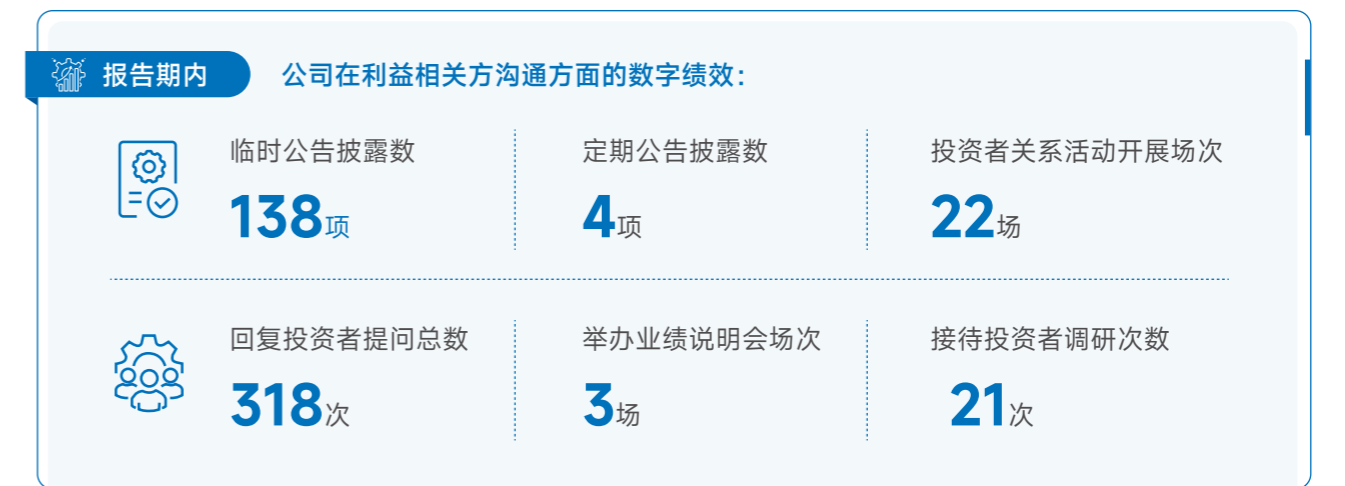 报告期内 公司在利益相关方沟通方面的数字绩效：
临时公告披露数 定期公告披露数 投资者关系活动开展场次
138项 4项 22场
回复投资者提问总数 举办业绩说明会场次 接待投资者调研次数
318次 3场 21次